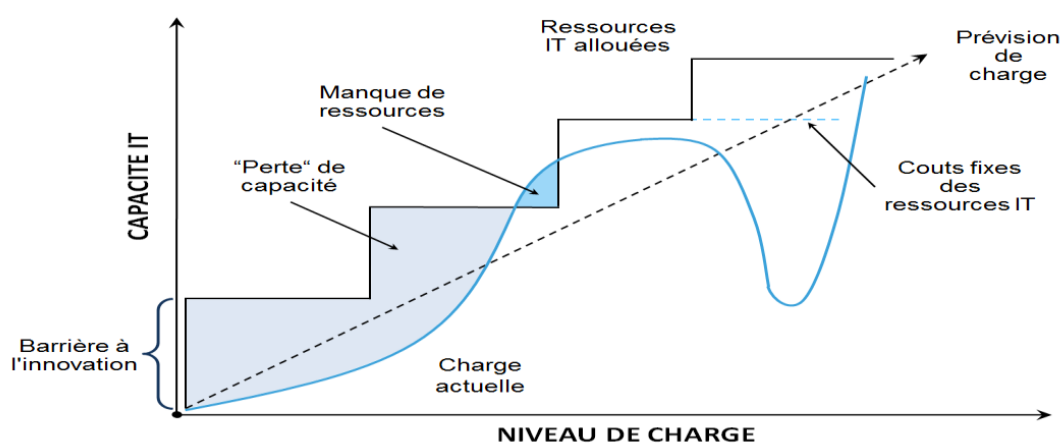 Ressources
IT allouées
Prévision
de
charge
Manque de
ressources
“Perte“ de
capacité
Couts fixes
des
ressources IT
CAPACITE IT
Barrière à
l'innovation
Charge
actuelle
NIVEAU DE CHARGE